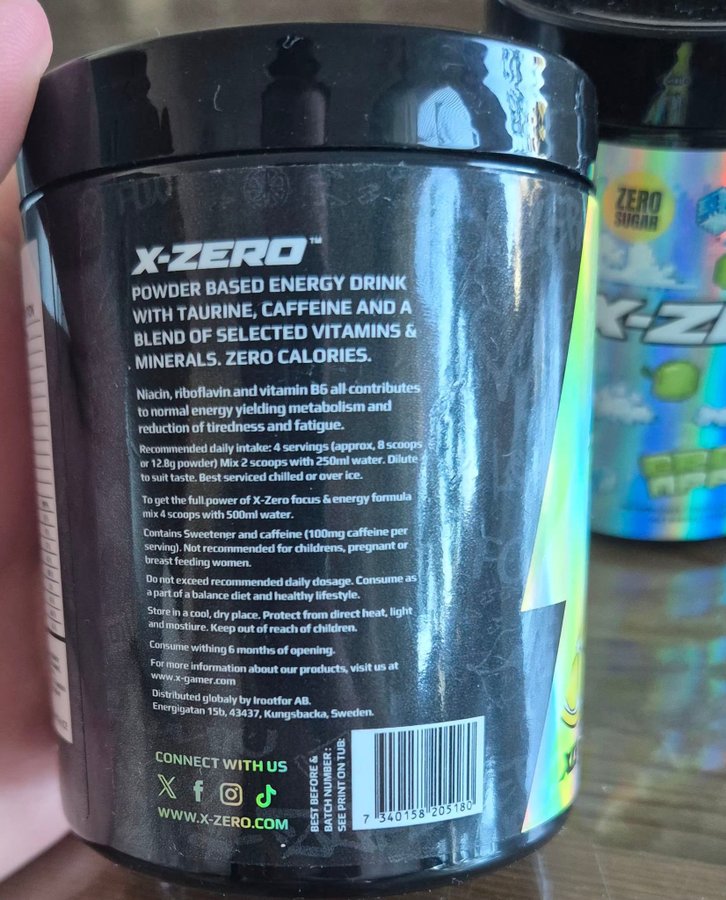 X-ZERO™
POWDER BASED ENERGY DRINK
WITH TAURINE, CAFFEINE AND A
BLEND OF SELECTED VITAMINS &
MINERALS. ZERO CALORIES.
Niacin, riboflavin and vitamin B6 all contributes
to normal energy yielding metabolism and
reduction of tiredness and fatigue.
Recommended daily intake: 4 servings (approx, 8 scoops
or 12.8g powder) Mix 2 scoops with 250ml water. Dilute
to suit taste. Best serviced chilled or over ice.
To get the full power of X-Zero focus & energy formula
mix 4 scoops with 500ml water.
Contains Sweetener and caffeine (100mg caffeine per
serving). Not recommended for childrens, pregnant or
breast feeding women.
Do not exceed recommended daily dosage. Consume as
a part of a balance diet and healthy lifestyle.
Store in a cool, dry place. Protect from direct heat, light
and mostiure. Keep out of reach of children.
Consume withing 6 months of opening.
For more information about our products, visit us at
www.x-gamer.com
Distributed globaly by Irootfor AB.
Energigatan 15b, 43437, Kungsbacka, Sweden.
CONNECT WITH US
WWW.X-ZERO.COM
BEST BEFORE &
BATCH NUMBER :
SEE PRINT ON TUB:
7 340158 205180
ZERO
SUGAR
X-ZE